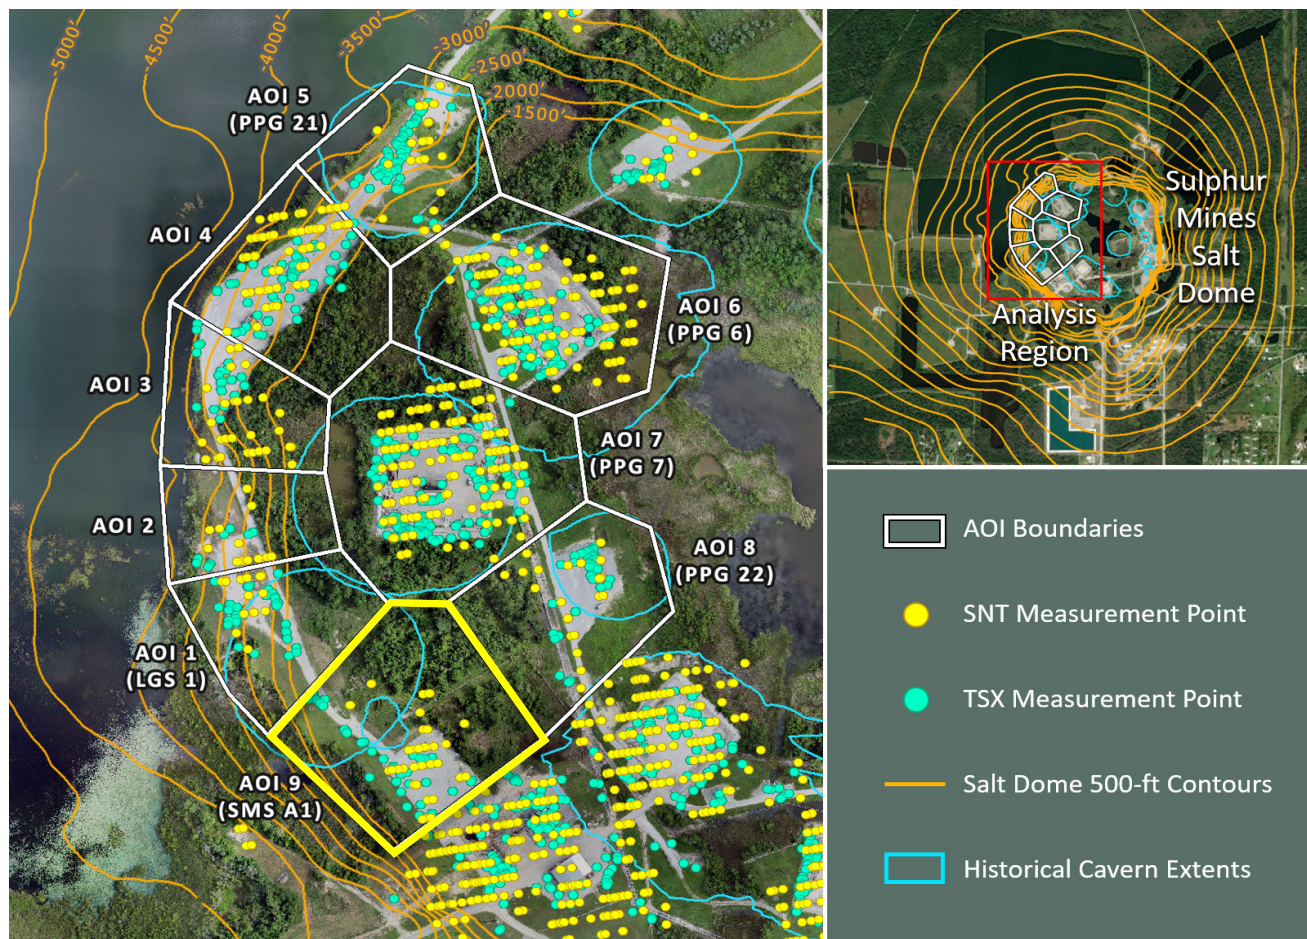 -5000'
-4500'
-4000'
-3500'
-3000'
-2500'
-2000'
-1500'
AOI 5
(PPG 21)
AOI 4
AOI 3
AOI 2
AOI 1
(LGS 1)
AOI 9
(SMS A1)
AOI 6
(PPG 6)
AOI 7
(PPG 7)
AOI 8
(PPG 22)
Sulphur
Mines
Salt
Dome
Analysis
Region
AOI Boundaries
SNT Measurement Point
TSX Measurement Point
Salt Dome 500-ft Contours
Historical Cavern Extents